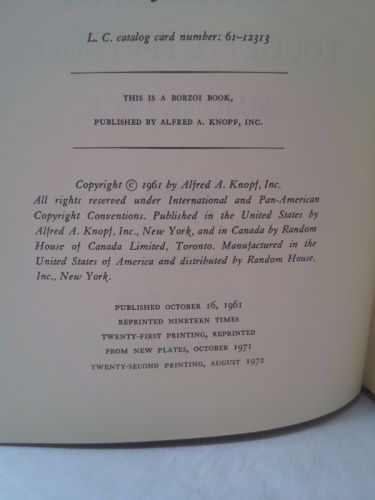 L. C. catalog card number: 61-12313
THIS IS A BORZOI BOOK,
PUBLISHED BY ALFRED A. KNOPF, INC.
Copyright © 1961 by Alfred A. Knopf, Inc.
All rights reserved under International and Pan-American
Copyright Conventions. Published in the United States by
Alfred A. Knopf, Inc., New York, and in Canada by Random
House of Canada Limited, Toronto. Manufactured in the
United States of America and distributed by Random House,
Inc., New York.
PUBLISHED OCTOBER 16, 1961
REPRINTED NINETEEN TIMES
TWENTY-FIRST PRINTING, REPRINTED
FROM NEW PLATES, OCTOBER 1971
TWENTY-SECOND PRINTING, AUGUST 1972